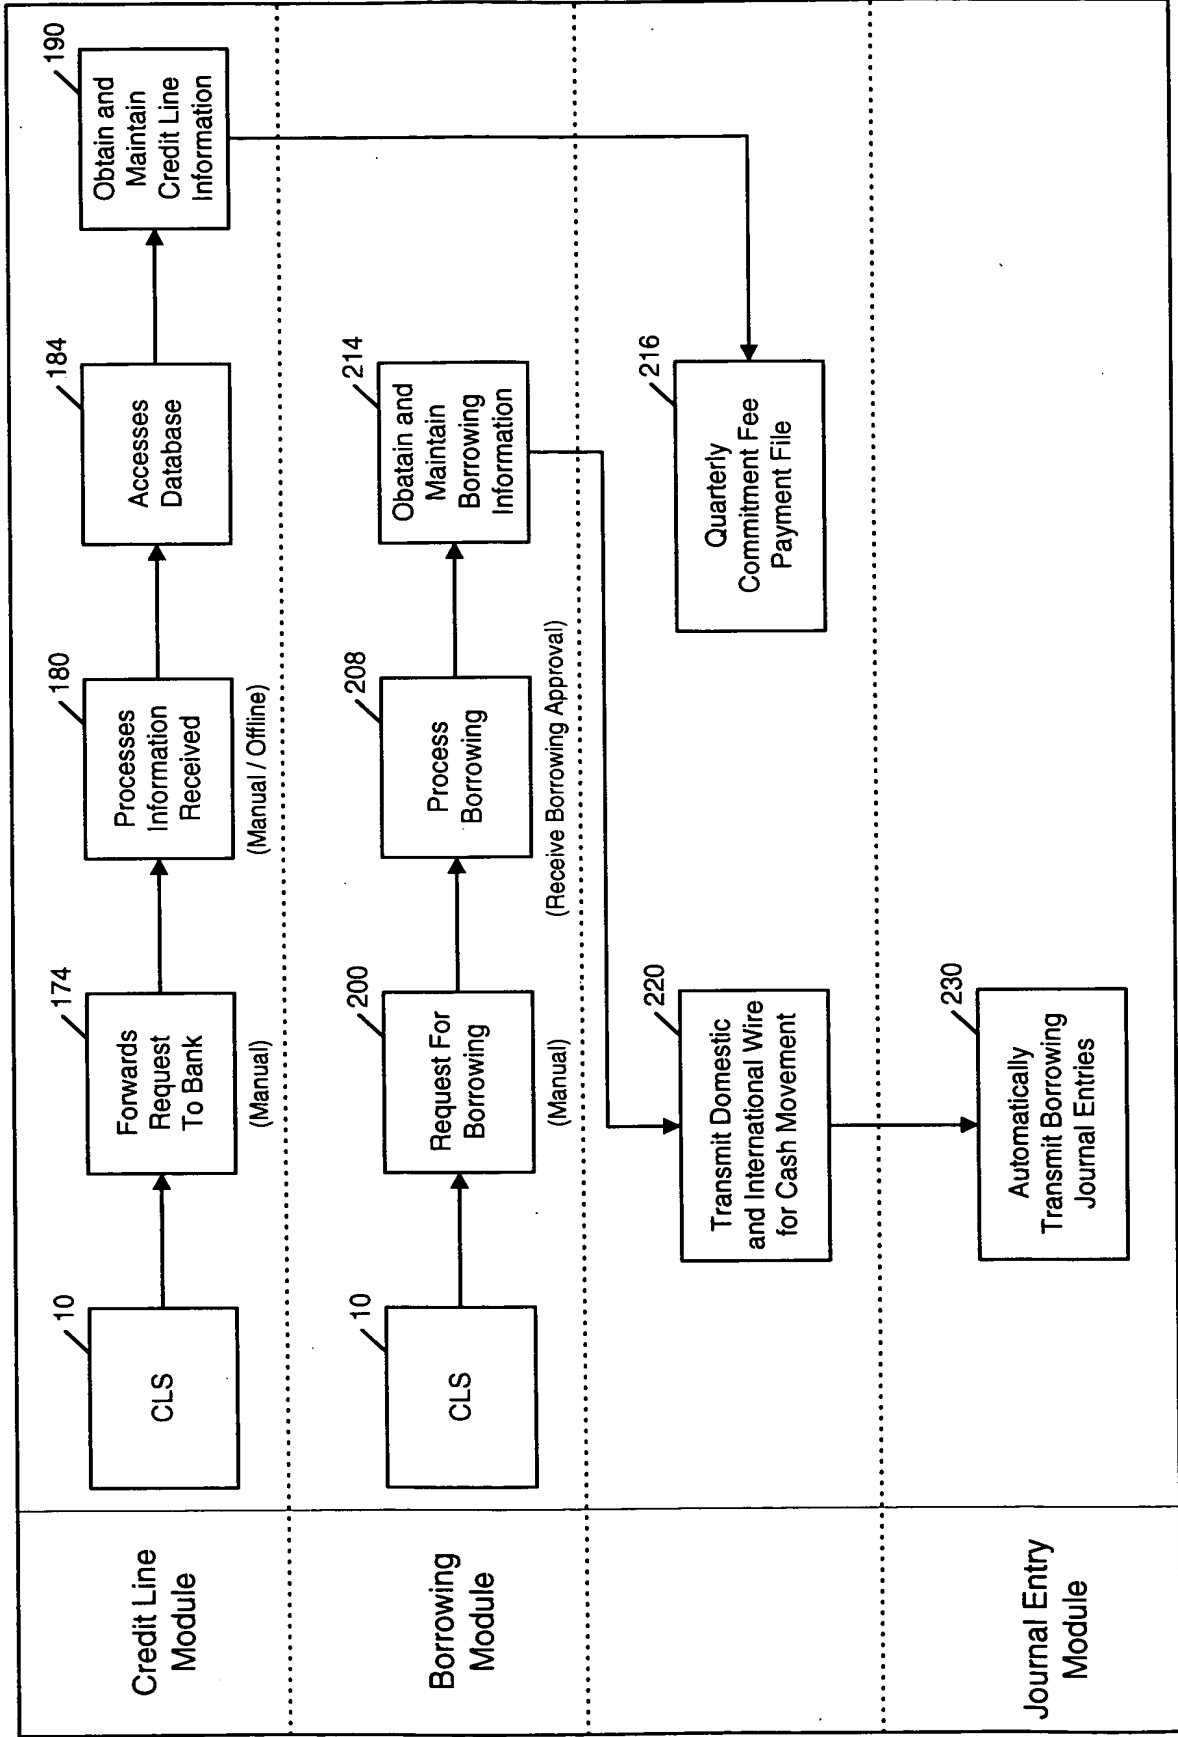 Credit Line
Module
10
CLS
174
Forwards
Request
To Bank
(Manual)
180
Processes
Information
Received
(Manual / Offline)
184
Accesses
Database
190
Obtain and
Maintain
Credit Line
Information
Borrowing
Module
10
CLS
200
Request For
Borrowing
(Manual)
208
Process
Borrowing
(Receive Borrowing Approval)
214
Obatain and
Maintain
Borrowing
Information
220
Transmit Domestic
and International Wire
for Cash Movement
216
Quarterly
Commitment Fee
Payment File
Journal Entry
Module
230
Automatically
Transmit Borrowing
Journal Entries